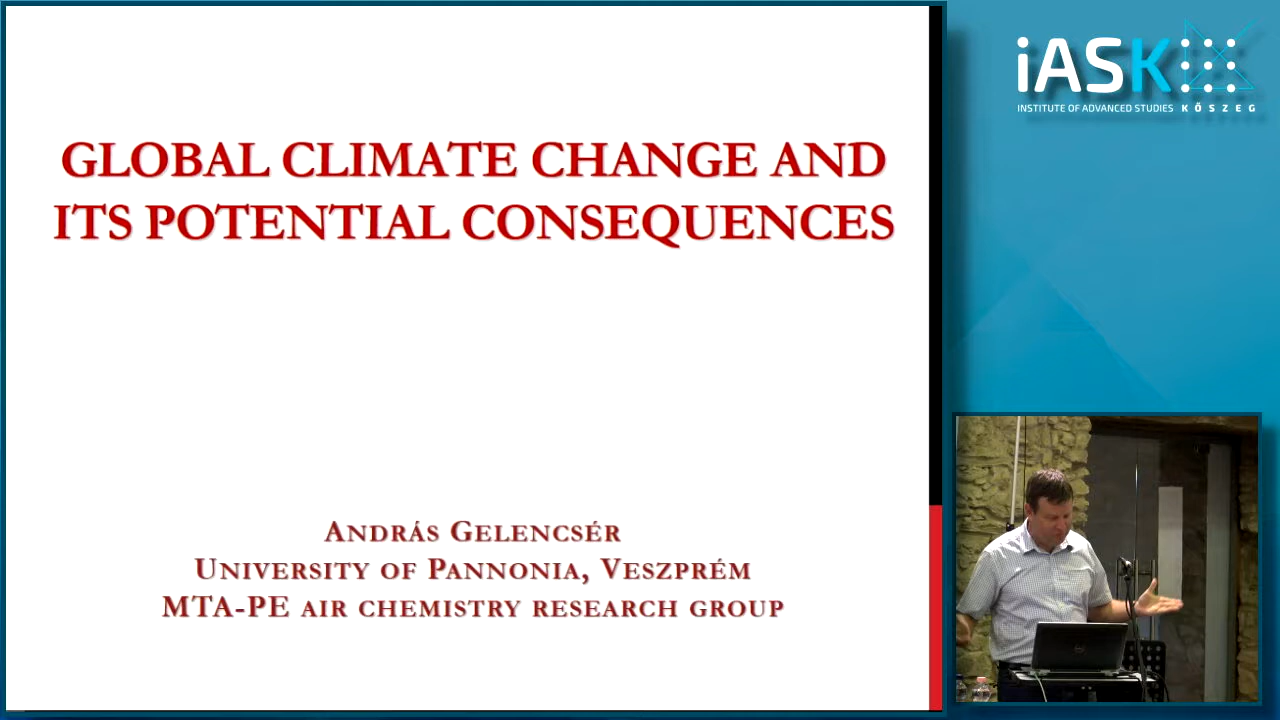 GLOBAL CLIMATE CHANGE AND
ITS POTENTIAL CONSEQUENCES
ANDRÁS GELENCSÉR
UNIVERSITY OF PANNONIA, VESZPRÉM
MTA-PE AIR CHEMISTRY RESEARCH GROUP
iASK
INSTITUTE OF ADVANCED STUDIES KŐSZEG